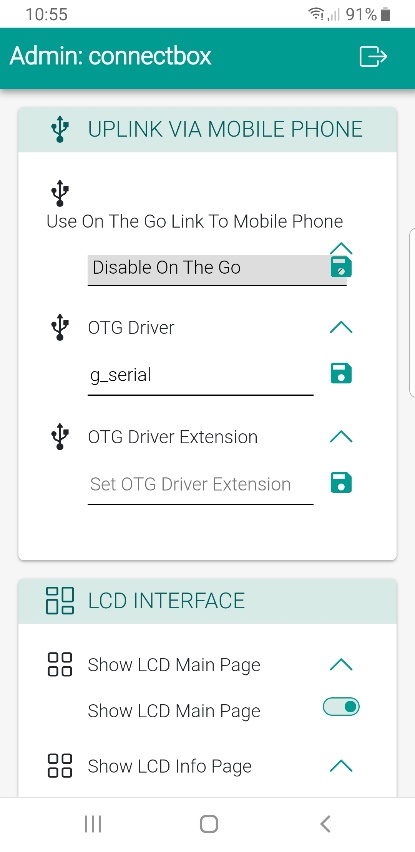 10:55
91%
Admin: connectbox
UPLINK VIA MOBILE PHONE
Use On The Go Link To Mobile Phone
Disable On The Go
OTG Driver
g_serial
OTG Driver Extension
Set OTG Driver Extension
LCD INTERFACE
Show LCD Main Page
Show LCD Main Page
Show LCD Info Page